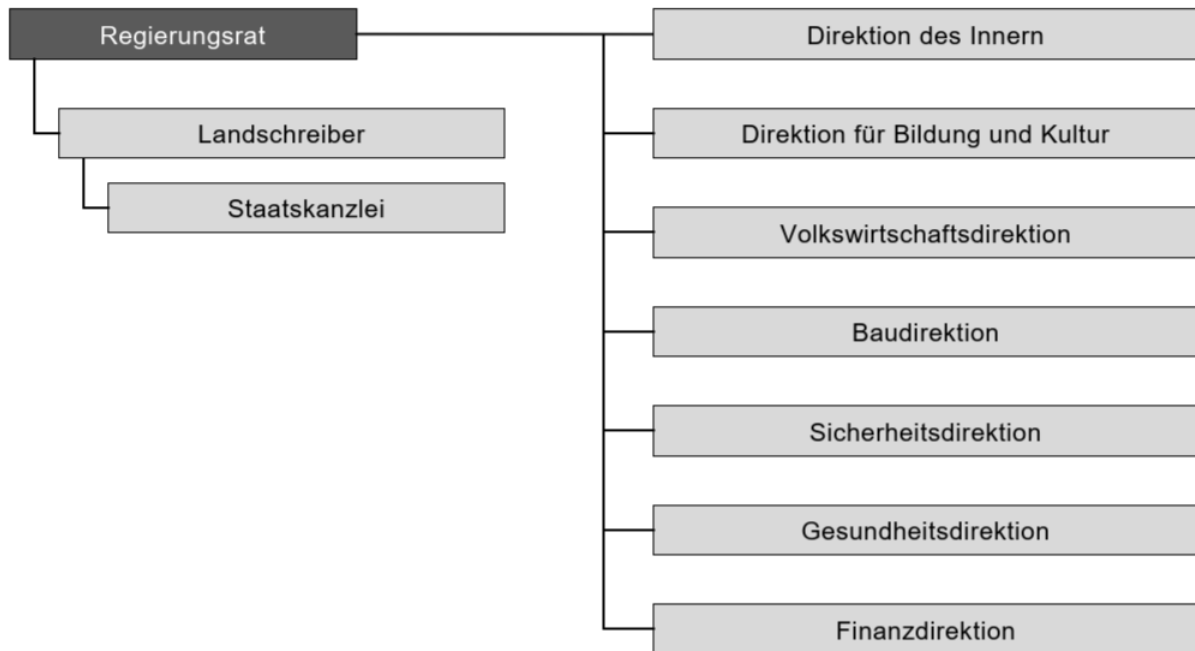 Regierungsrat
Landschreiber
Staatskanzlei
Direktion des Innern
Direktion für Bildung und Kultur
Volkswirtschaftsdirektion
Baudirektion
Sicherheitsdirektion
Gesundheitsdirektion
Finanzdirektion